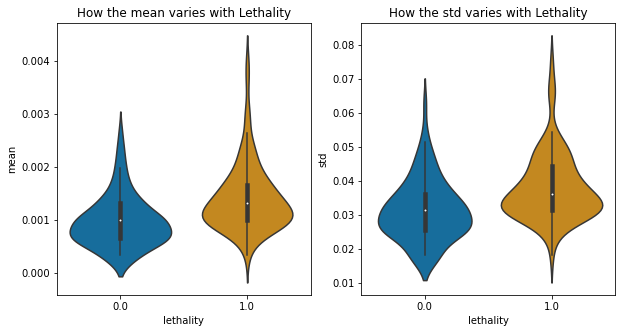 How the mean varies with Lethality
mean
0.004
0.003
0.002
0.001
0.000
0.0 1.0
lethality
How the std varies with Lethality
std
0.08
0.07
0.06
0.05
0.04
0.03
0.02
0.01
0.0 1.0
lethality